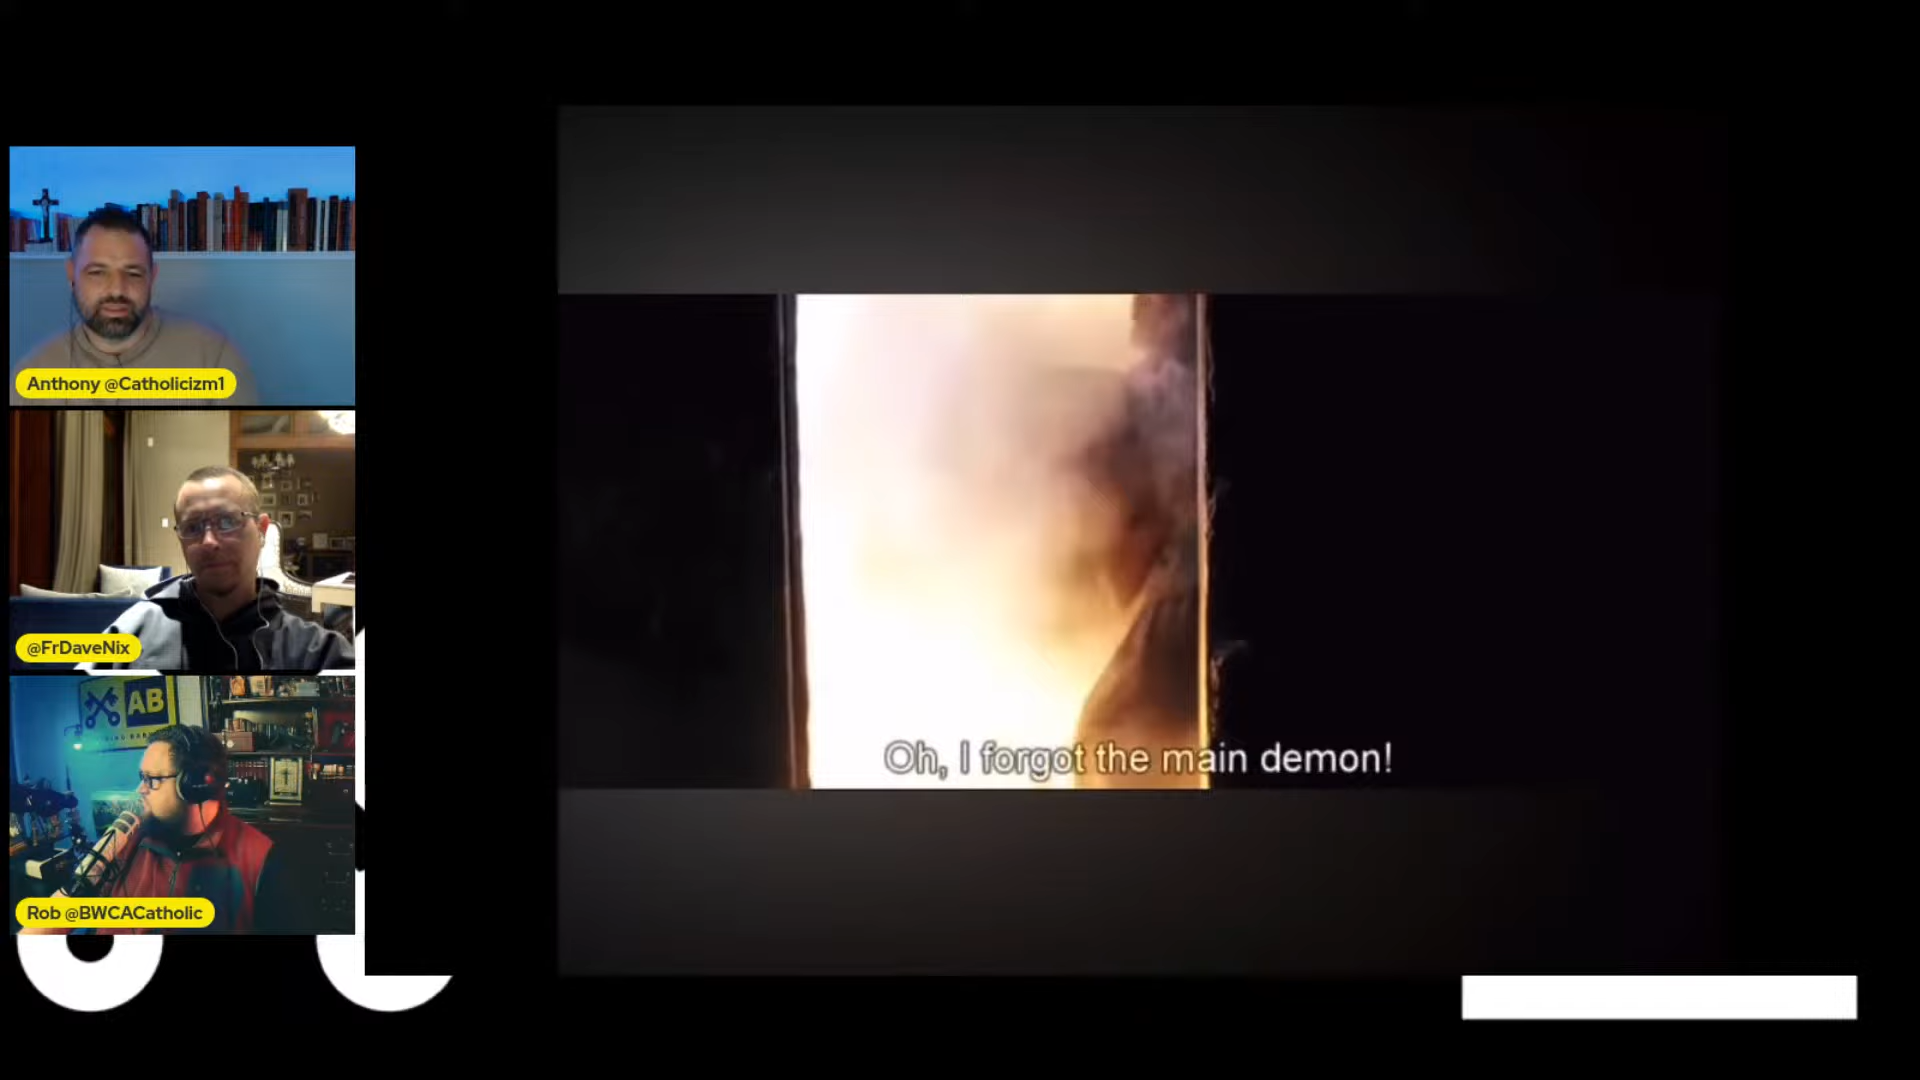 Anthony @Catholicizm1
@FrDaveNix
AB
Rob @BWCACatholic
Oh, I forgot the main demon!